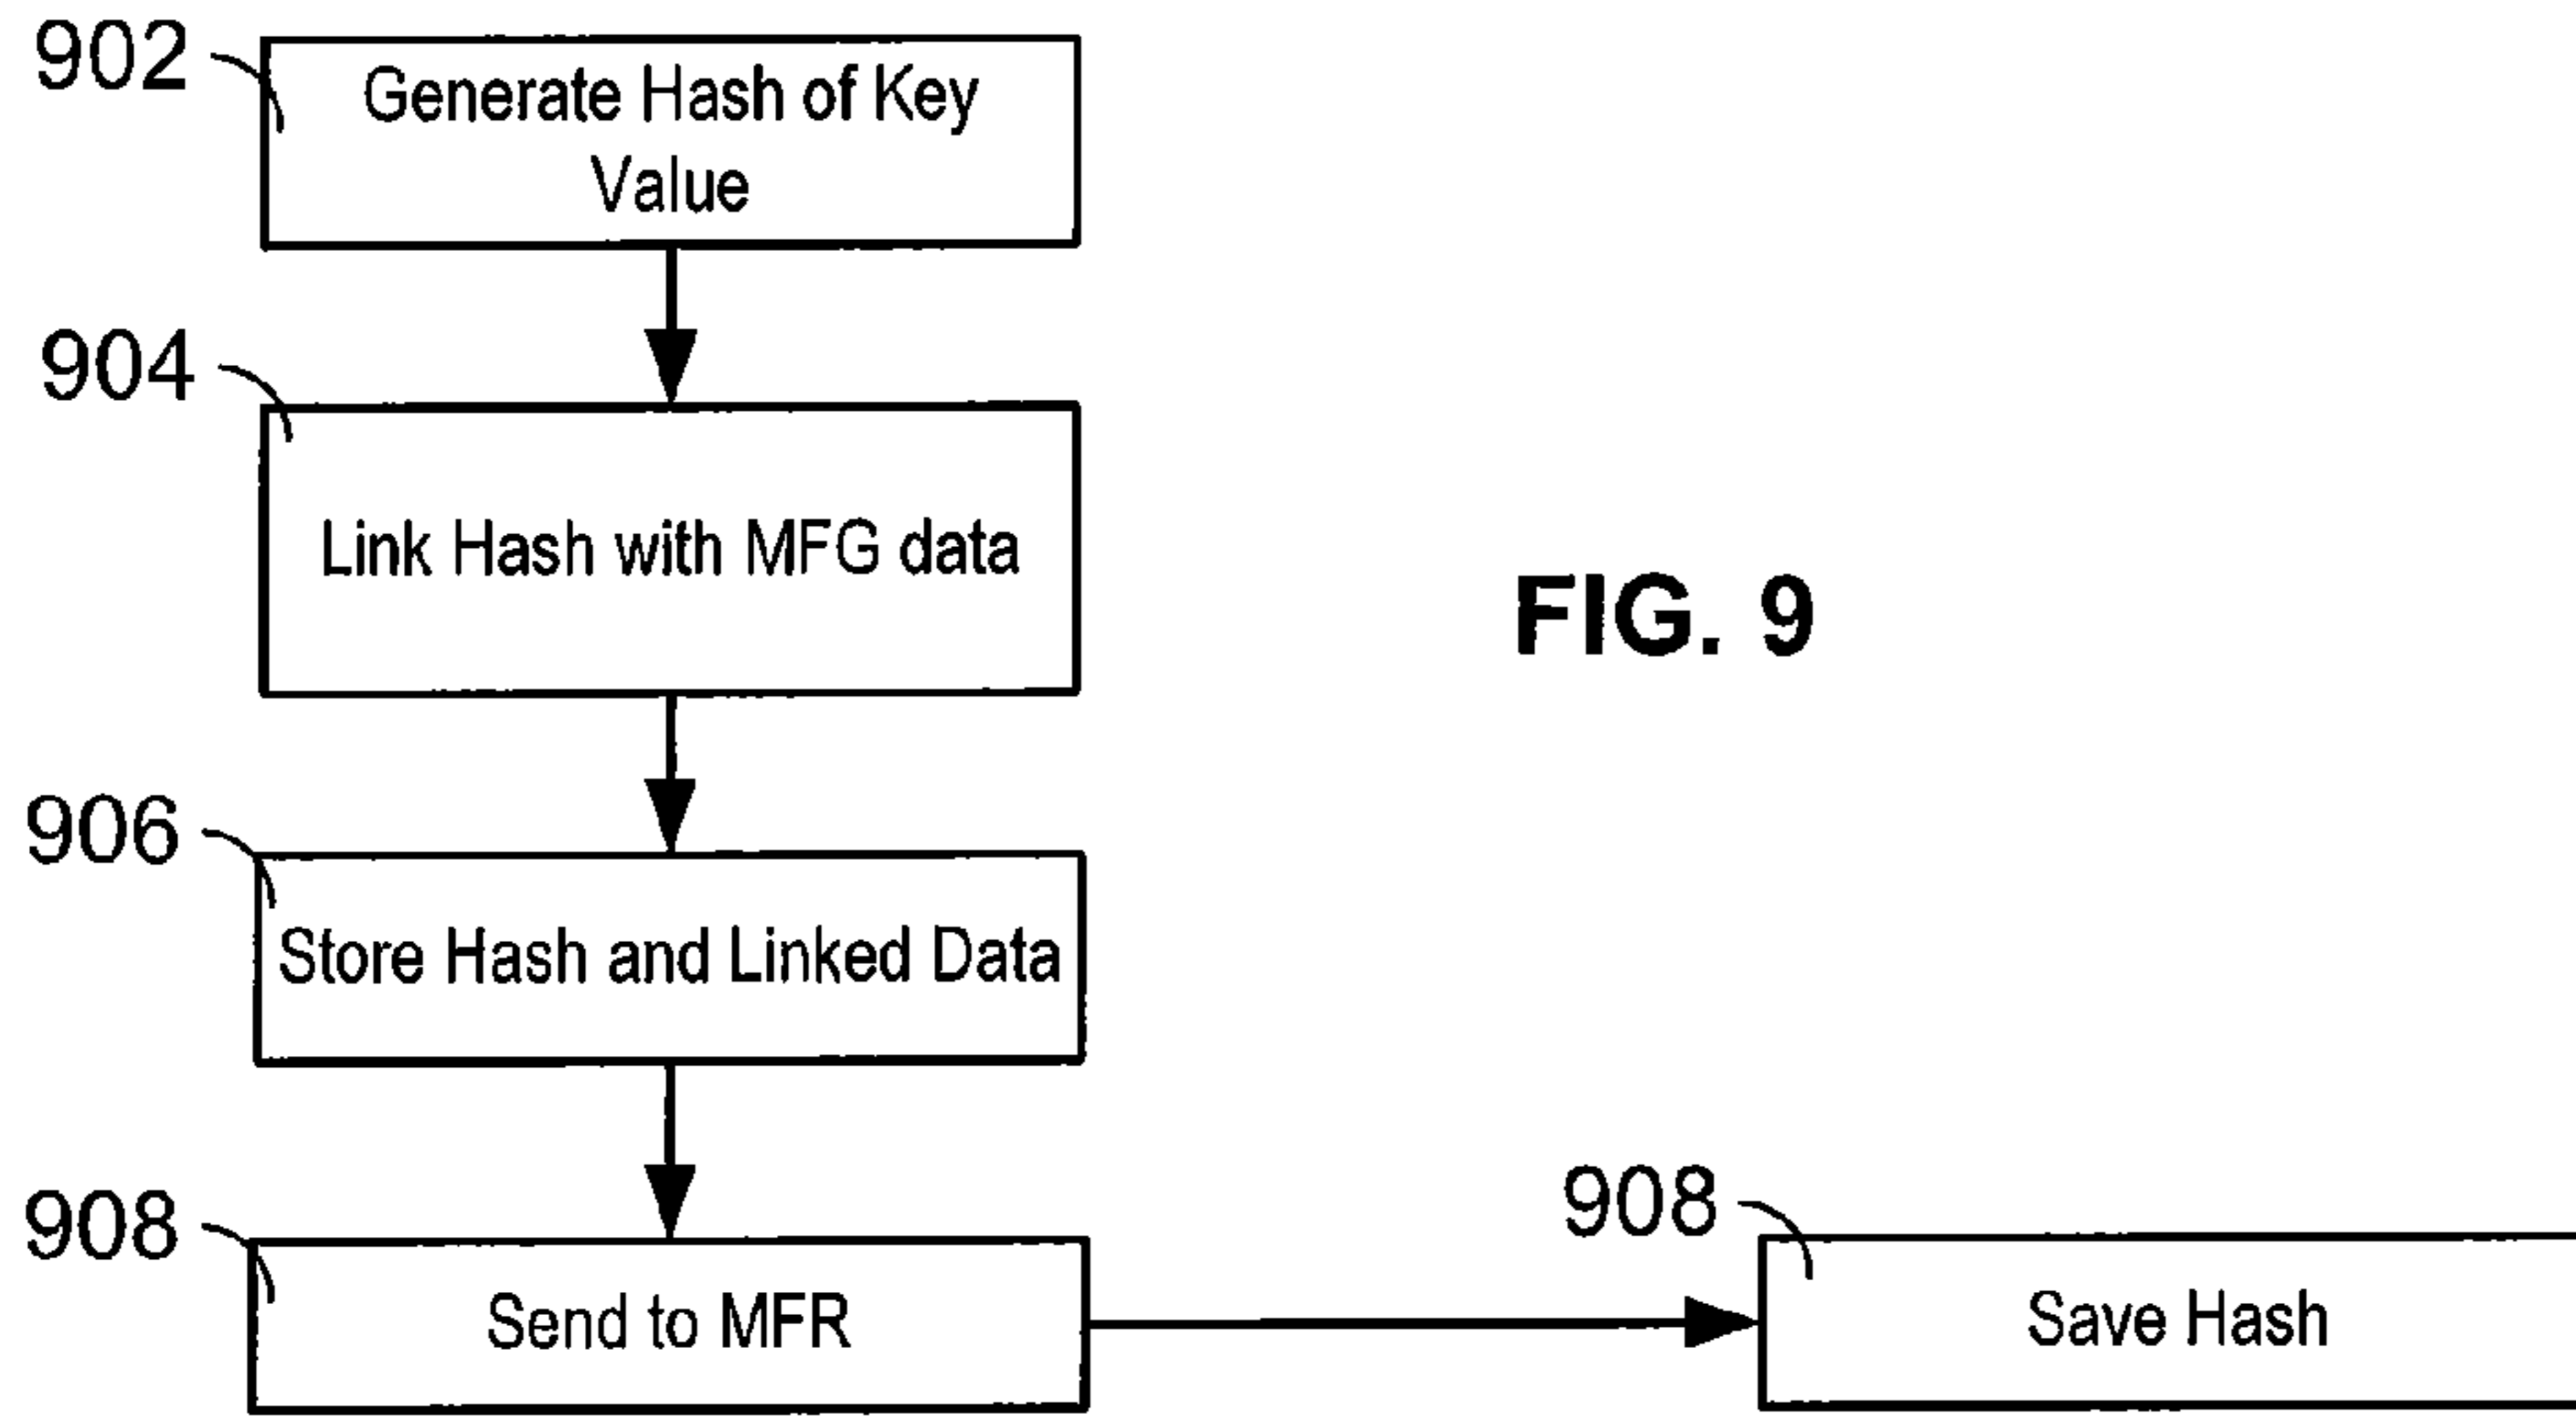 902
Generate Hash of Key
Value
904
Link Hash with MFG data
FIG. 9
906
Store Hash and Linked Data
908
Send to MFR
908
Save Hash